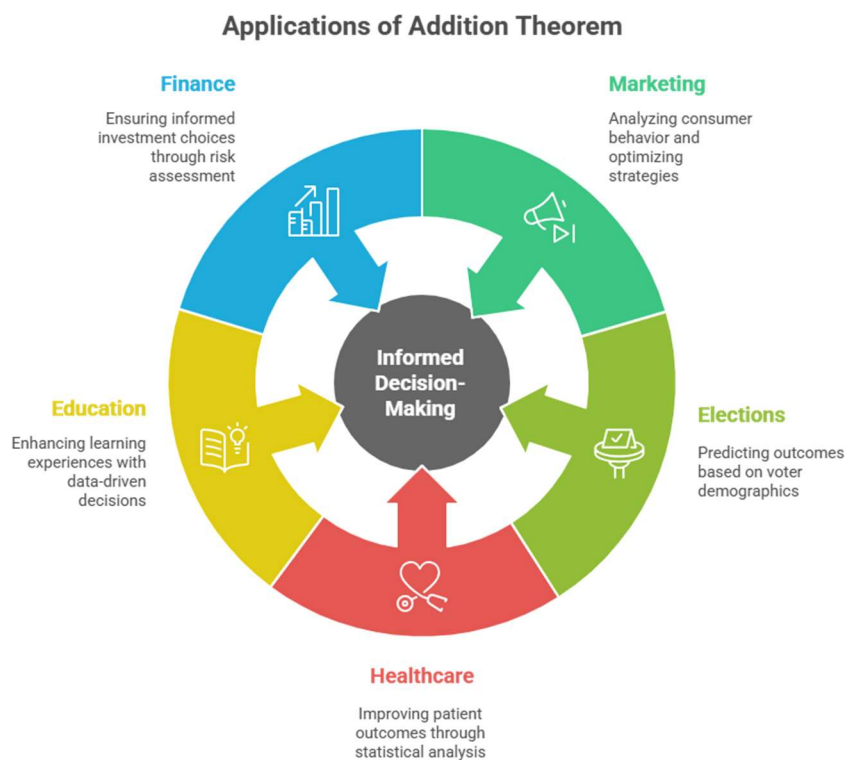 Applications of Addition Theorem
Finance
Ensuring informed
investment choices
through risk
assessment
Marketing
Analyzing consumer
behavior and
optimizing
strategies
Informed
Decision-
Making
Education
Enhancing learning
experiences with
data-driven
decisions
Elections
Predicting outcomes
based on voter
demographics
Healthcare
Improving patient
outcomes through
statistical analysis